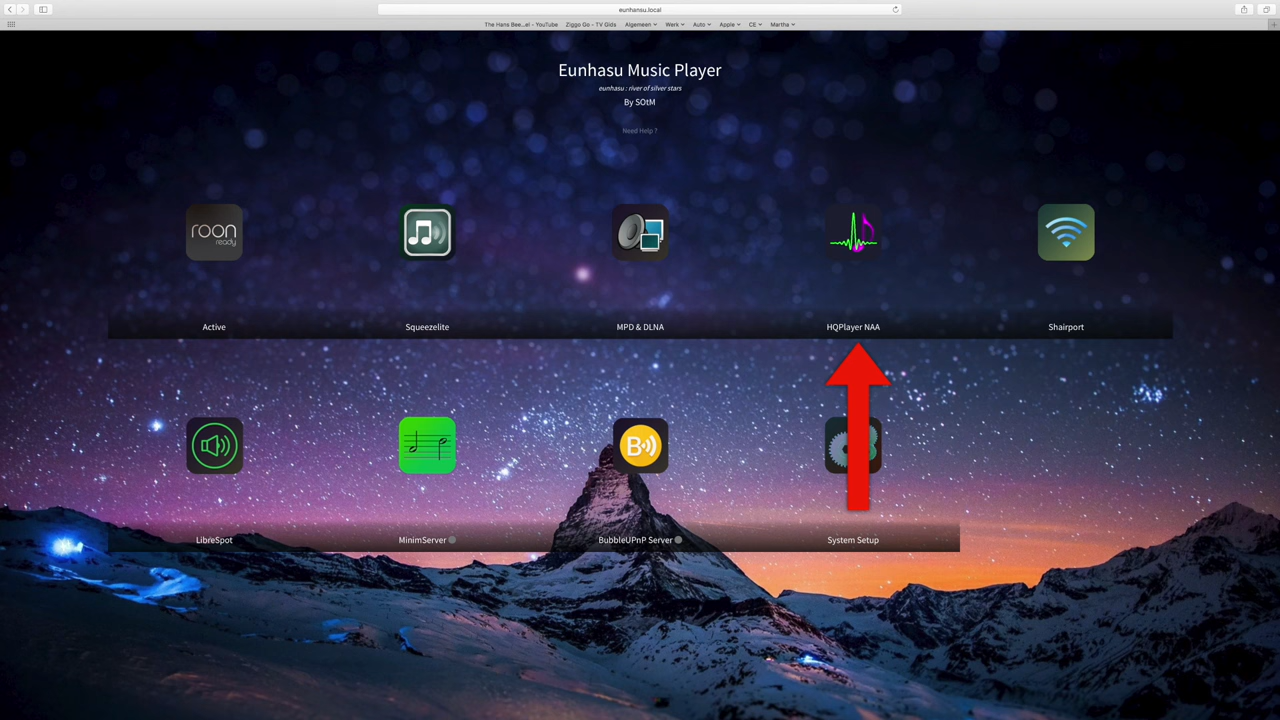 eunhansu.local
The Hans Bee...el - YouTube Ziggo Go - TV Gids Algemeen Werk Auto Apple CE Martha
Eunhasu Music Player
eunhasu : river of silver stars
By SOtM
Need Help ?
roon
ready
Active Squeezelite MPD & DLNA HQPlayer NAA Shairport
B
LibreSpot MinimServer BubbleUPnP Server System Setup